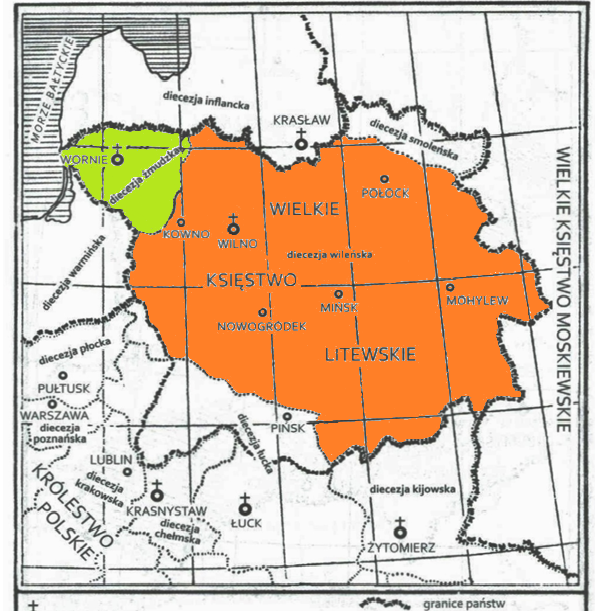 MORZE BAŁTYCKIE
diecezja inflancka
KRASŁAW
diecezja smoleńska
WORNIE
diecezja żmudzka
POŁOCK
WIELKIE
KOWNO
WILNO
diecezja wileńska
WIELKIE KSIĘSTWO MOSKIEWSKIE
diecezja warmińska
KSIĘSTWO
MIŃSK
MOHYLEW
NOWOGRÓDEK
LITEWSKIE
diecezja płocka
PUŁTUSK
WARSZAWA
diecezja
poznańska
PIŃSK
diecezja łucka
LUBLIN
diecezja
krakowska
KRÓLESTWO
POLSKIE
KRASNYSTAW
diecezja
chełmska
ŁUCK
diecezja kijowska
ŻYTOMIERZ
granice państw